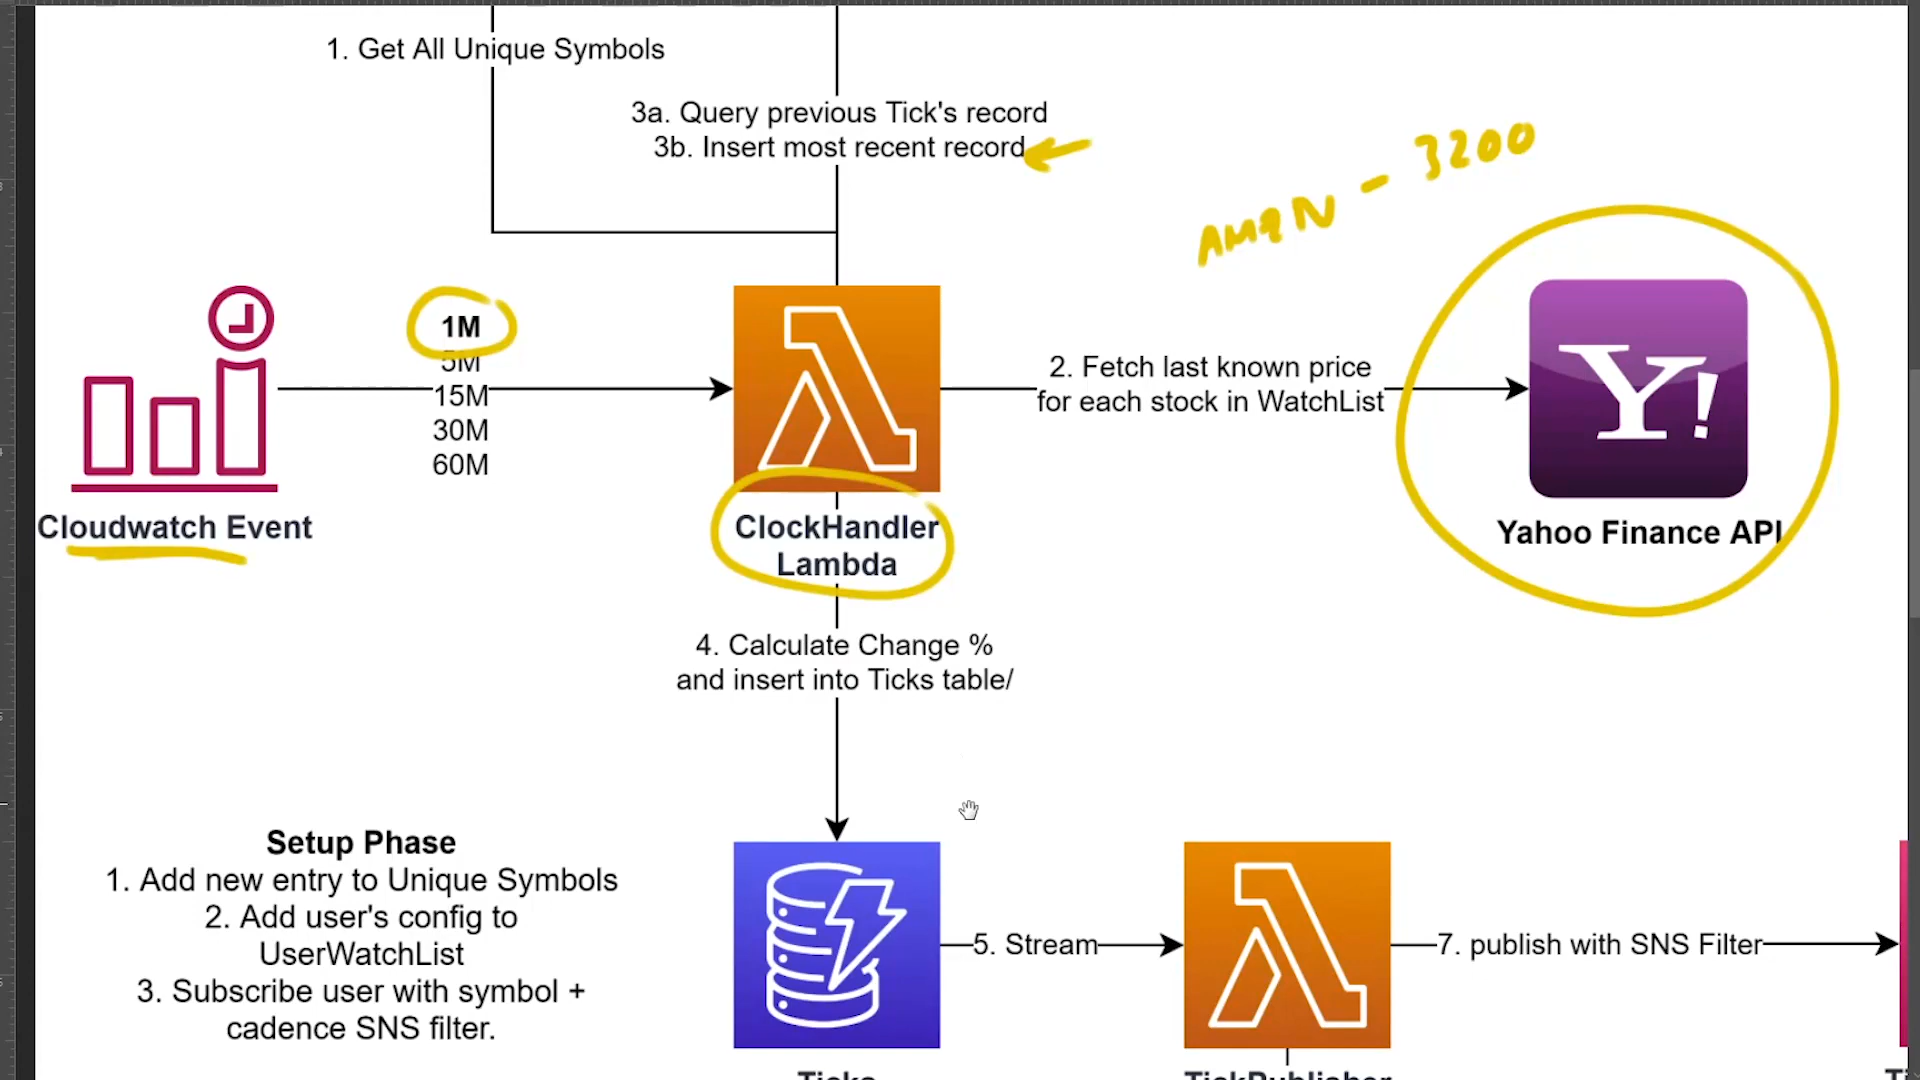 1. Get All Unique Symbols
3a. Query previous Tick's record
3b. Insert most recent record
AMZN - 3200
1M
5M
15M
30M
60M
2. Fetch last known price
for each stock in WatchList
Y!
Cloudwatch Event
ClockHandler
Lambda
Yahoo Finance API
4. Calculate Change %
and insert into Ticks table/
Setup Phase
1. Add new entry to Unique Symbols
2. Add user's config to
UserWatchList
3. Subscribe user with symbol +
cadence SNS filter.
5. Stream
7. publish with SNS Filter
Ticks
TickPublisher